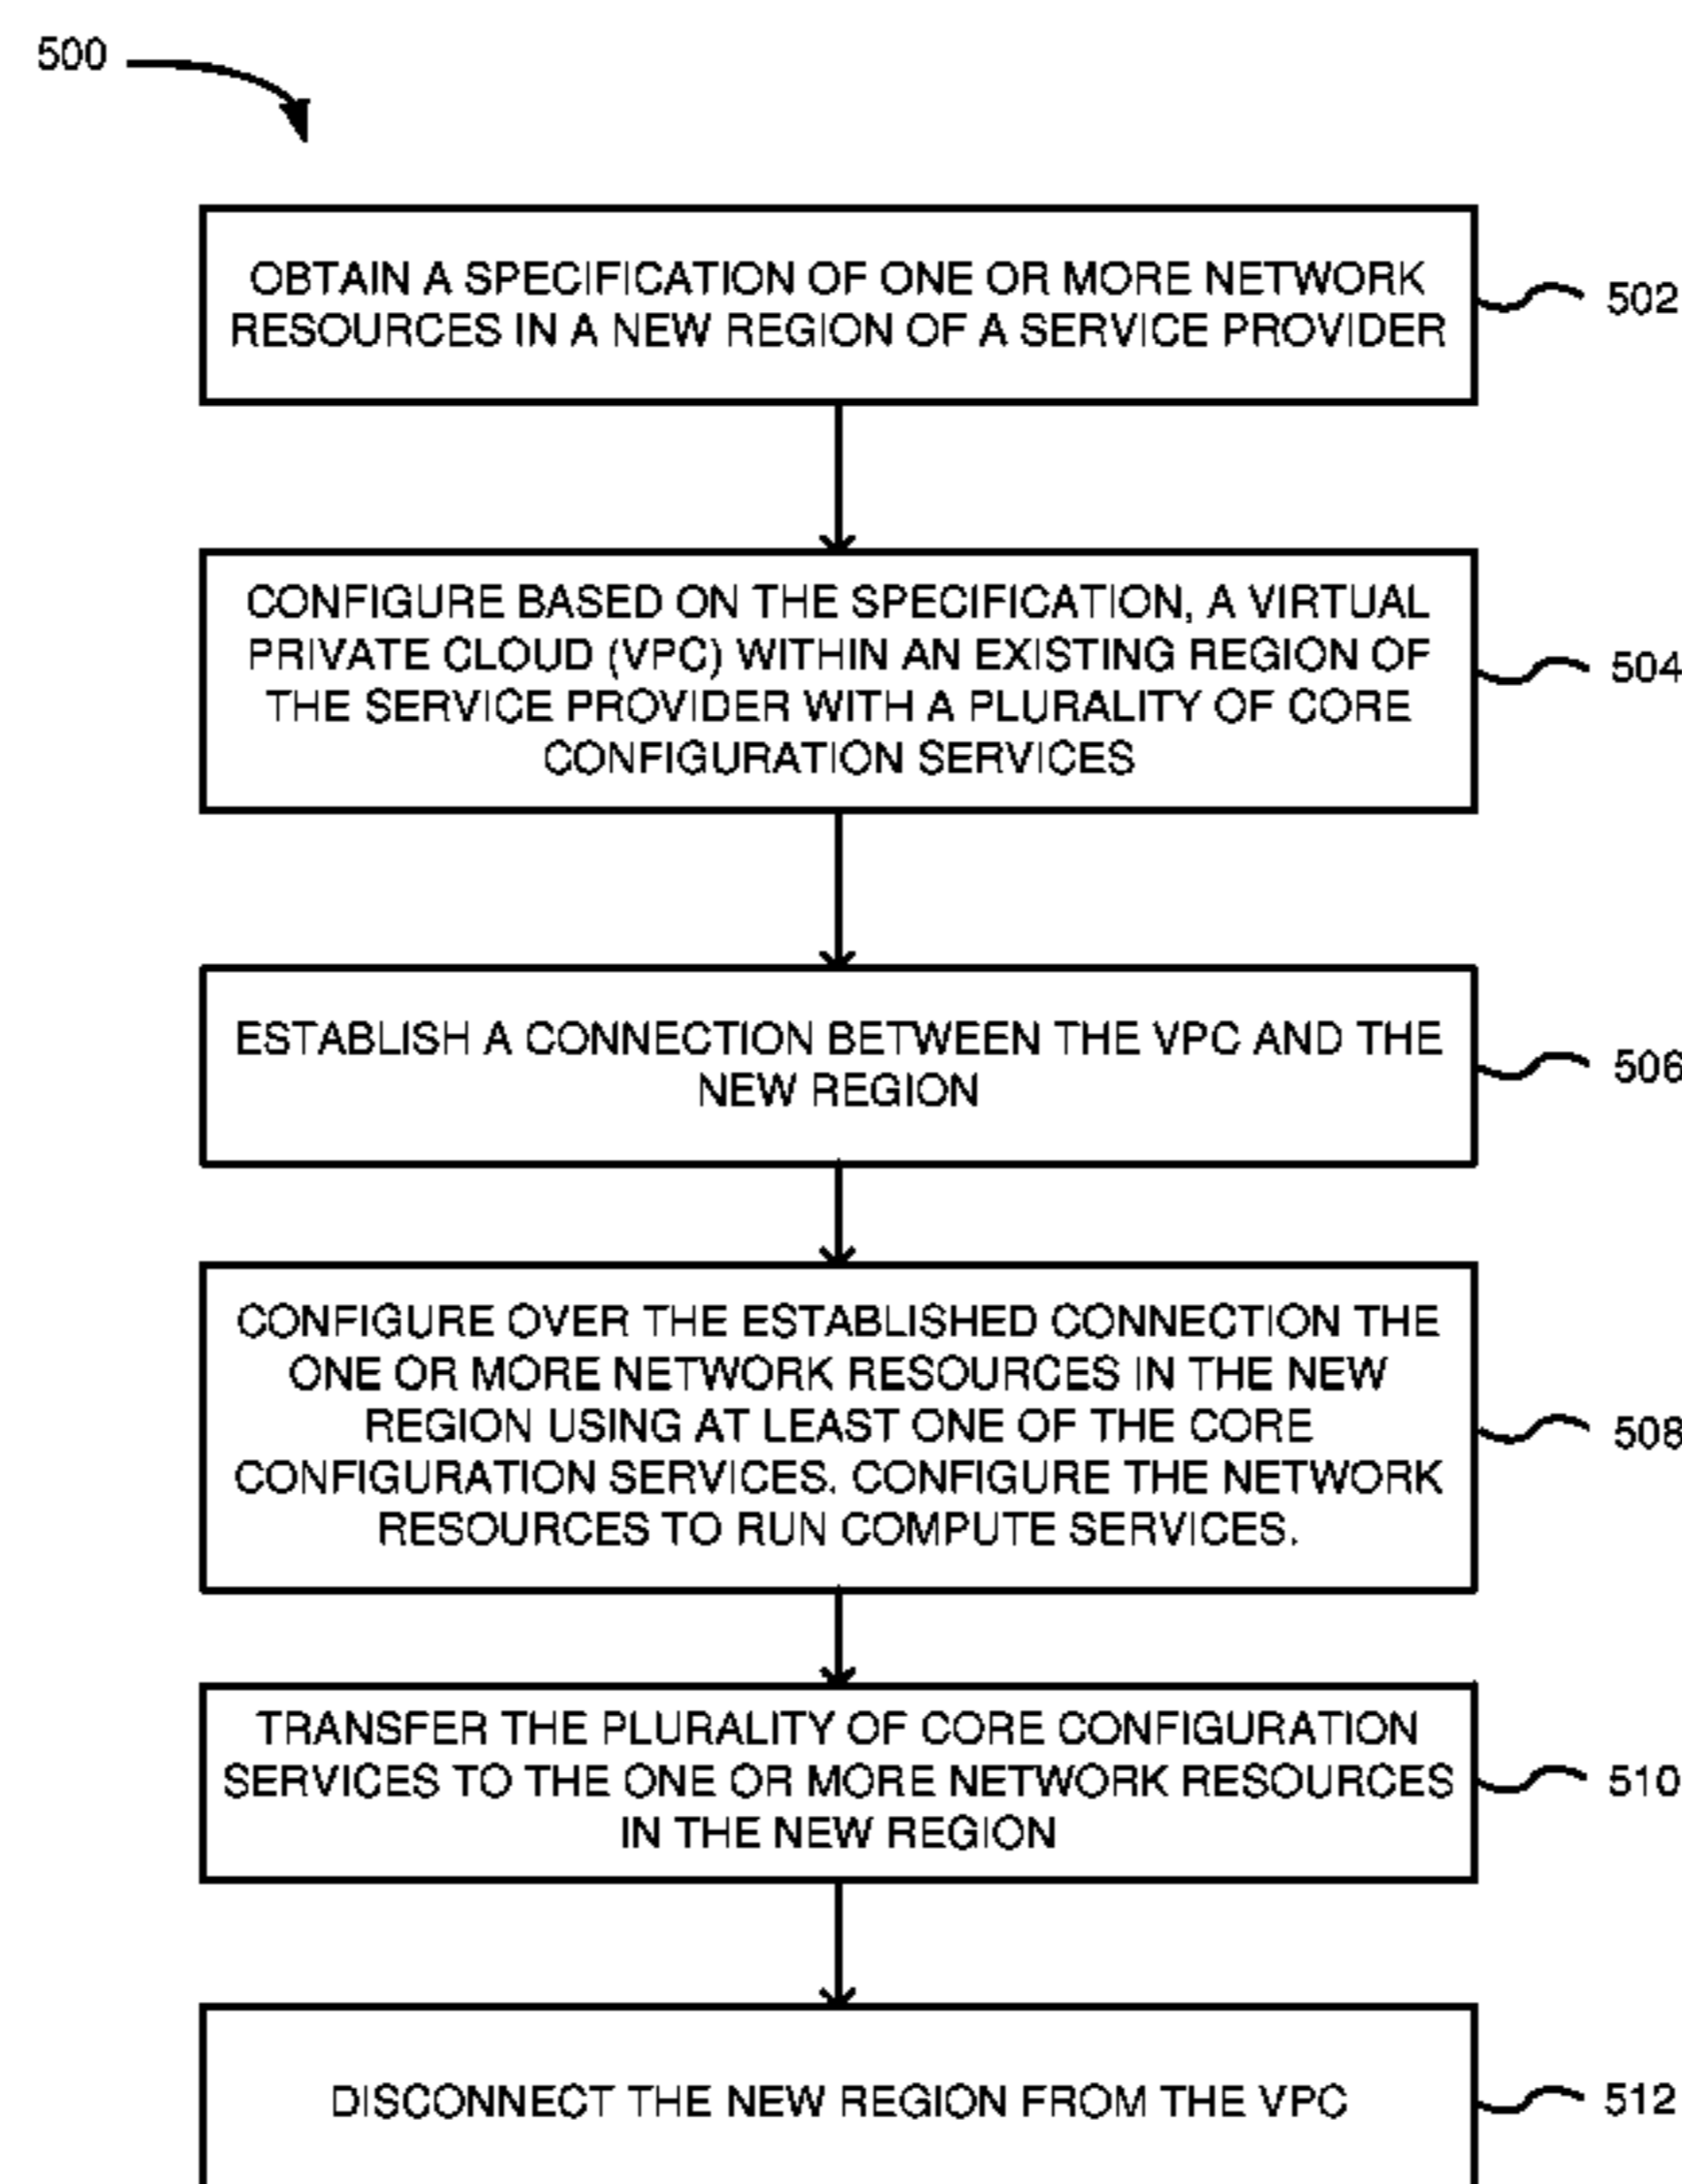 500
OBTAIN A SPECIFICATION OF ONE OR MORE NETWORK
RESOURCES IN A NEW REGION OF A SERVICE PROVIDER
502
CONFIGURE BASED ON THE SPECIFICATION, A VIRTUAL
PRIVATE CLOUD (VPC) WITHIN AN EXISTING REGION OF
THE SERVICE PROVIDER WITH A PLURALITY OF CORE
CONFIGURATION SERVICES
504
ESTABLISH A CONNECTION BETWEEN THE VPC AND THE
NEW REGION
506
CONFIGURE OVER THE ESTABLISHED CONNECTION THE
ONE OR MORE NETWORK RESOURCES IN THE NEW
REGION USING AT LEAST ONE OF THE CORE
CONFIGURATION SERVICES. CONFIGURE THE NETWORK
RESOURCES TO RUN COMPUTE SERVICES.
508
TRANSFER THE PLURALITY OF CORE CONFIGURATION
SERVICES TO THE ONE OR MORE NETWORK RESOURCES
IN THE NEW REGION
510
DISCONNECT THE NEW REGION FROM THE VPC
512